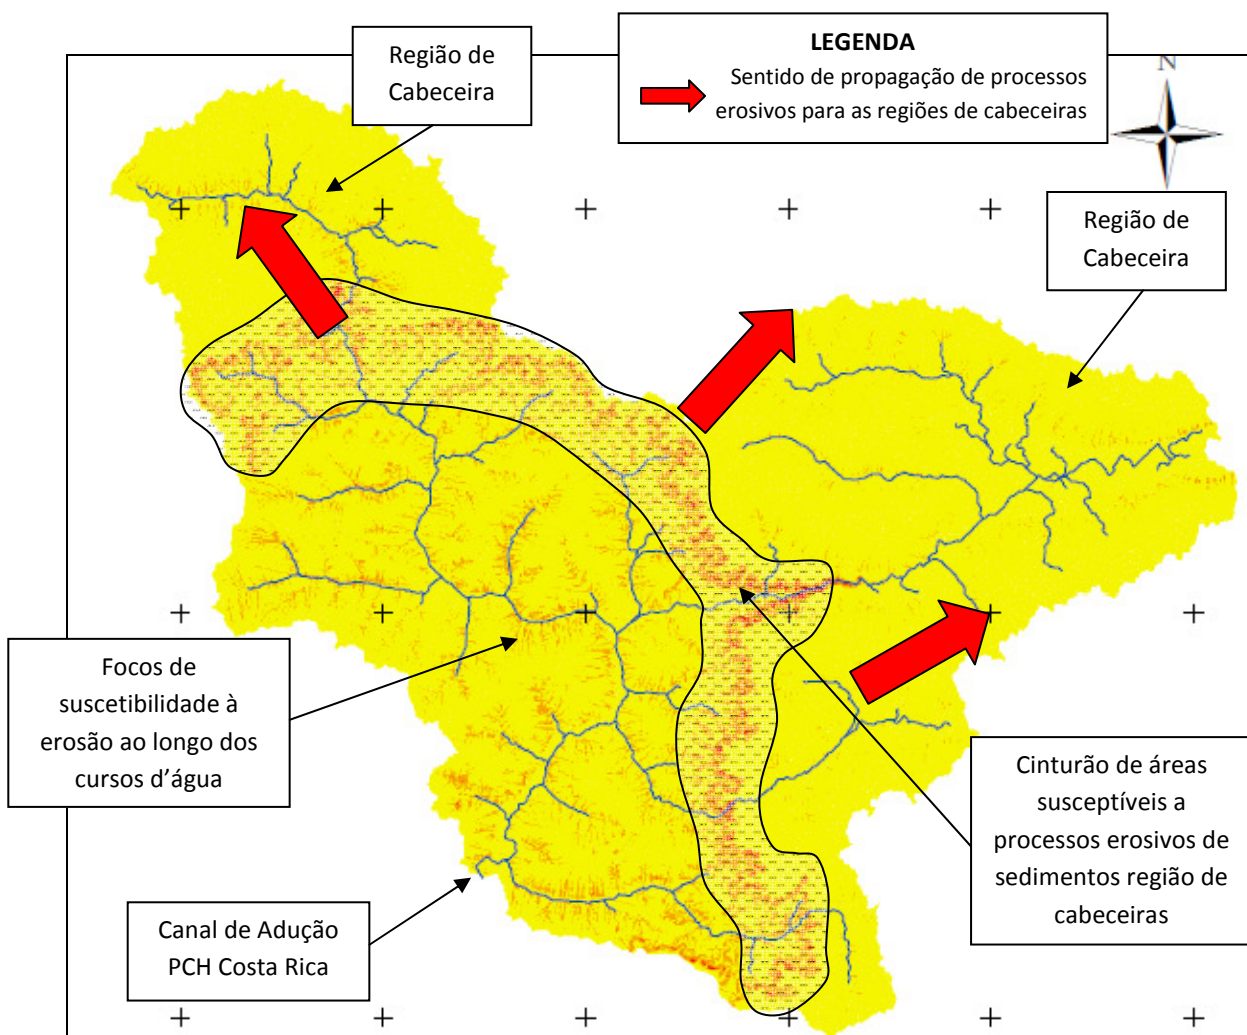 Região de
Cabeceira
LEGENDA
Sentido de propagação de processos
erosivos para as regiões de cabeceiras
N
Região de
Cabeceira
Focos de
suscetibilidade à
erosão ao longo dos
cursos d’água
Cinturão de áreas
susceptíveis a
processos erosivos de
sedimentos região de
cabeceiras
Canal de Adução
PCH Costa Rica